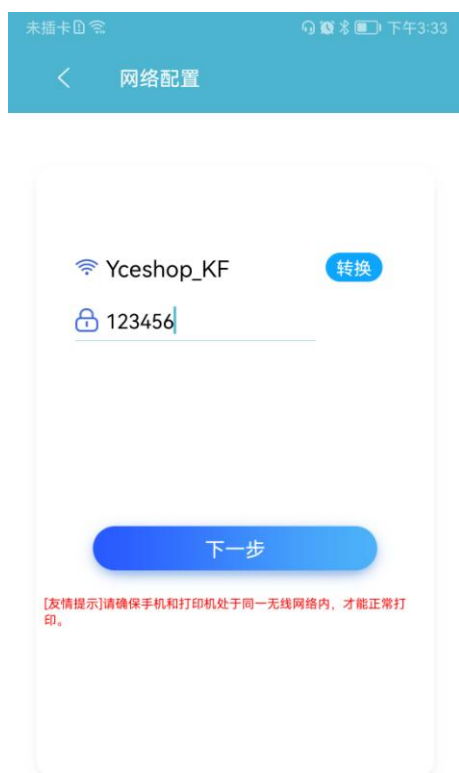 未插卡 下午3:33
网络配置
Yceshop_KF 转换
123456
下一步
[友情提示]请确保手机和打印机处于同一无线网络内，才能正常打
印。